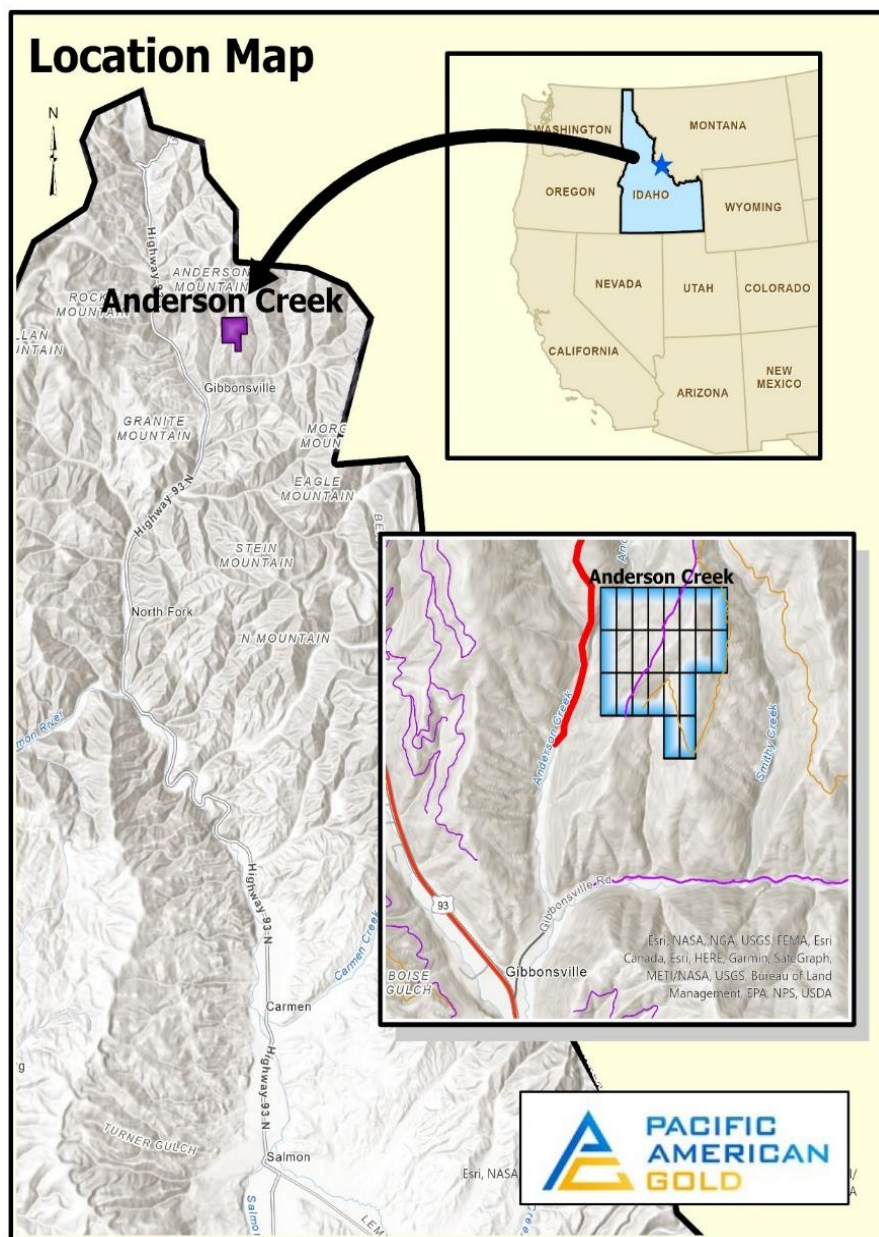 Location Map
N
WASHINGTON
MONTANA
OREGON
IDAHO
WYOMING
NEVADA
UTAH
COLORADO
CALIFORNIA
ARIZONA
NEW
MEXICO
ANDERSON
MOUNTAIN
Anderson Creek
MOUNTAIN
Gibbonsville
GRANITE
MOUNTAIN
EAGLE
MOUNTAIN
Highway 93 N
STEIN
MOUNTAIN
North Fork
N MOUNTAIN
Highway-93-N
Carmen Creek
Carmen
Highway-93-N
TURNER GULCH
Salmon
Anderson Creek
Anderson Creek
Smithy Creek
93
Gibbonsville Rd
Gibbonsville
BOISE
GULCH
Esri, NASA, NGA, USGS, FEMA, Esri
Canada, Esri, HERE, Garmin, SafeGraph,
METI/NASA, USGS, Bureau of Land
Management, EPA, NPS, USDA
PACIFIC
AMERICAN
GOLD
Esri, NASA